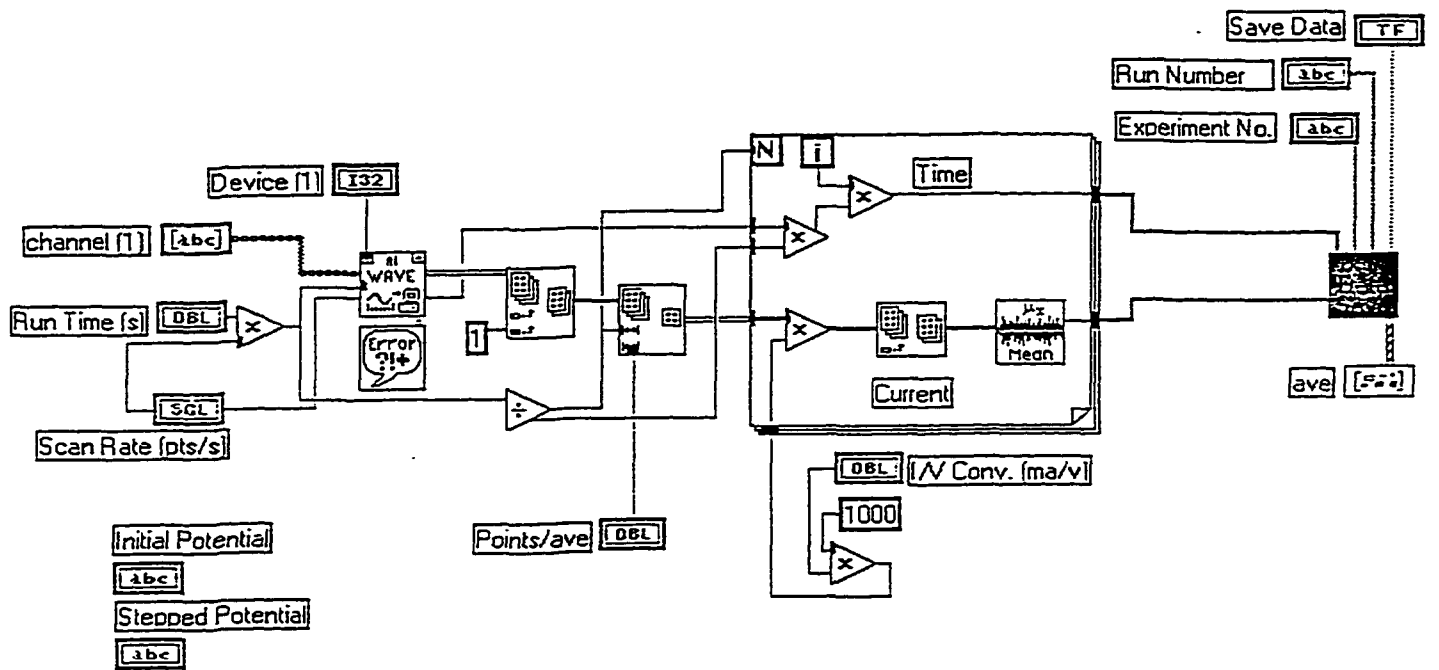 Save Data TF
Run Number abc
Experiment No. abc
N i Time
Device (1) I32
channel (1) [abc]
AI
WAVE
Run Time (s) DBL
x
x
x
1
Error
?!+
x
μx
Mean
Current
ave
÷
SGL
Scan Rate (pts/s)
DBL I/V Conv. (ma/v)
1000
x
Points/ave DBL
Initial Potential
abc
Stepped Potential
abc